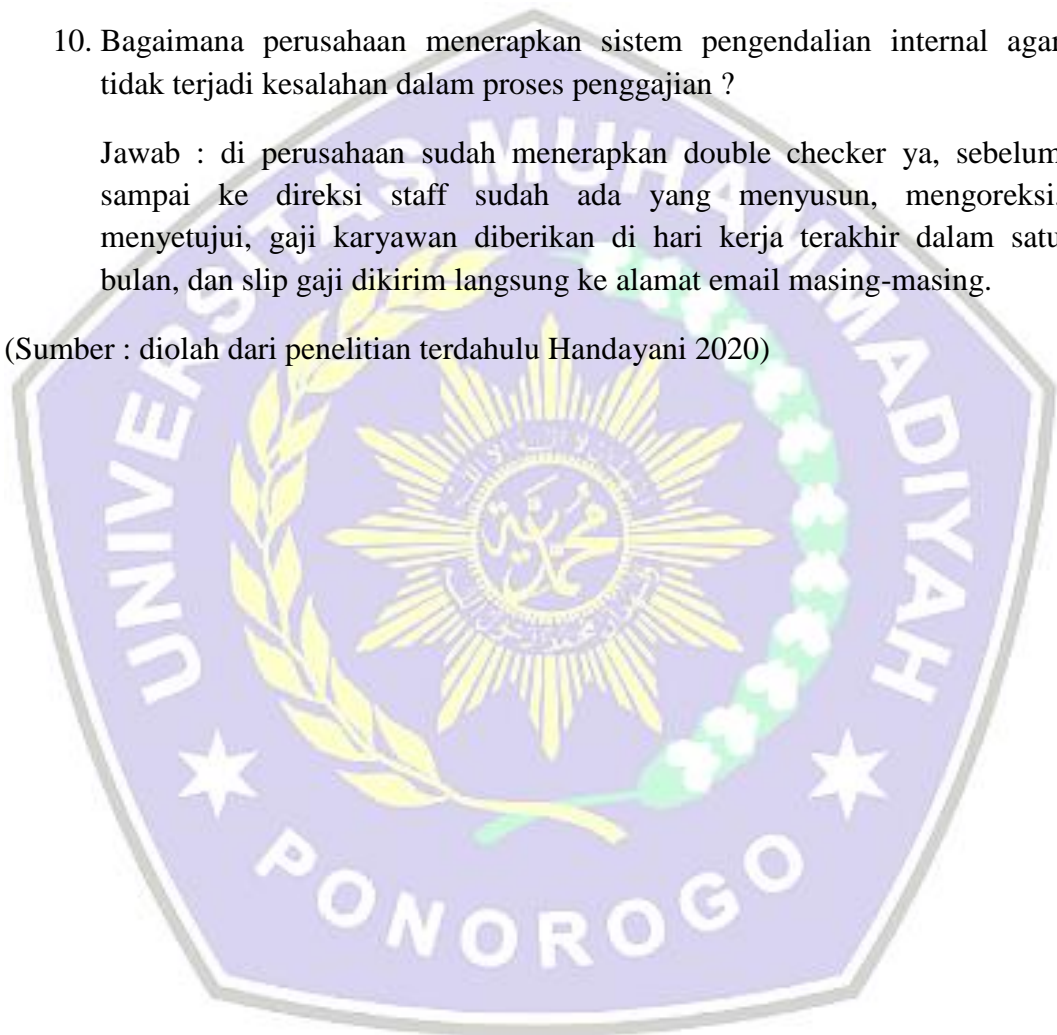 10. Bagaimana perusahaan menerapkan sistem pengendalian internal agar
tidak terjadi kesalahan dalam proses penggajian ?
Jawab : di perusahaan sudah menerapkan double checker ya, sebelum
sampai ke direksi staff sudah ada yang menyusun, mengoreksi,
menyetujui, gaji karyawan diberikan di hari kerja terakhir dalam satu
bulan, dan slip gaji dikirim langsung ke alamat email masing-masing.
(Sumber : diolah dari penelitian terdahulu Handayani 2020)
UNIVERSITAS MUHAMMADIYAH
PONOROGO